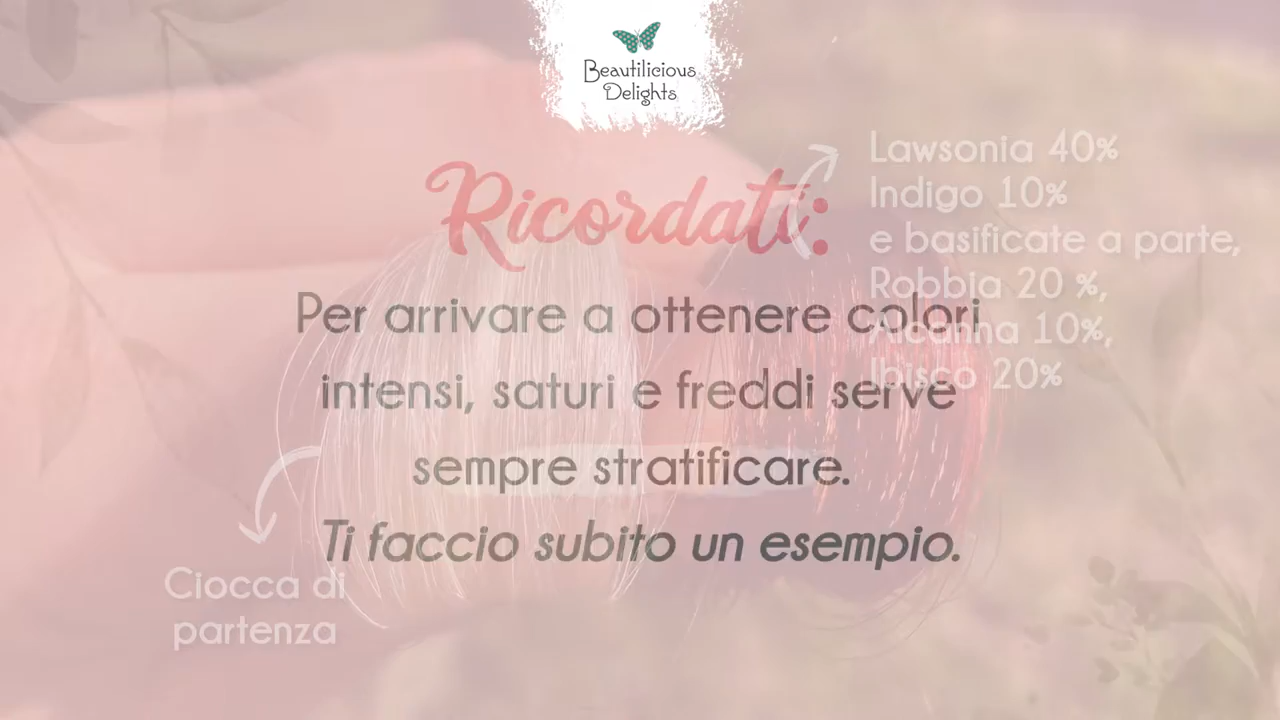 Beautilicious
Delights
Ricordati:
Per arrivare a ottenere colori
intensi, saturi e freddi serve
sempre stratificare.
Ti faccio subito un esempio.
Lawsonia 40%
Indigo 10%
e basificate a parte,
Robbia 20 %,
Alcanna 10%,
Ibisco 20%
Ciocca di
partenza